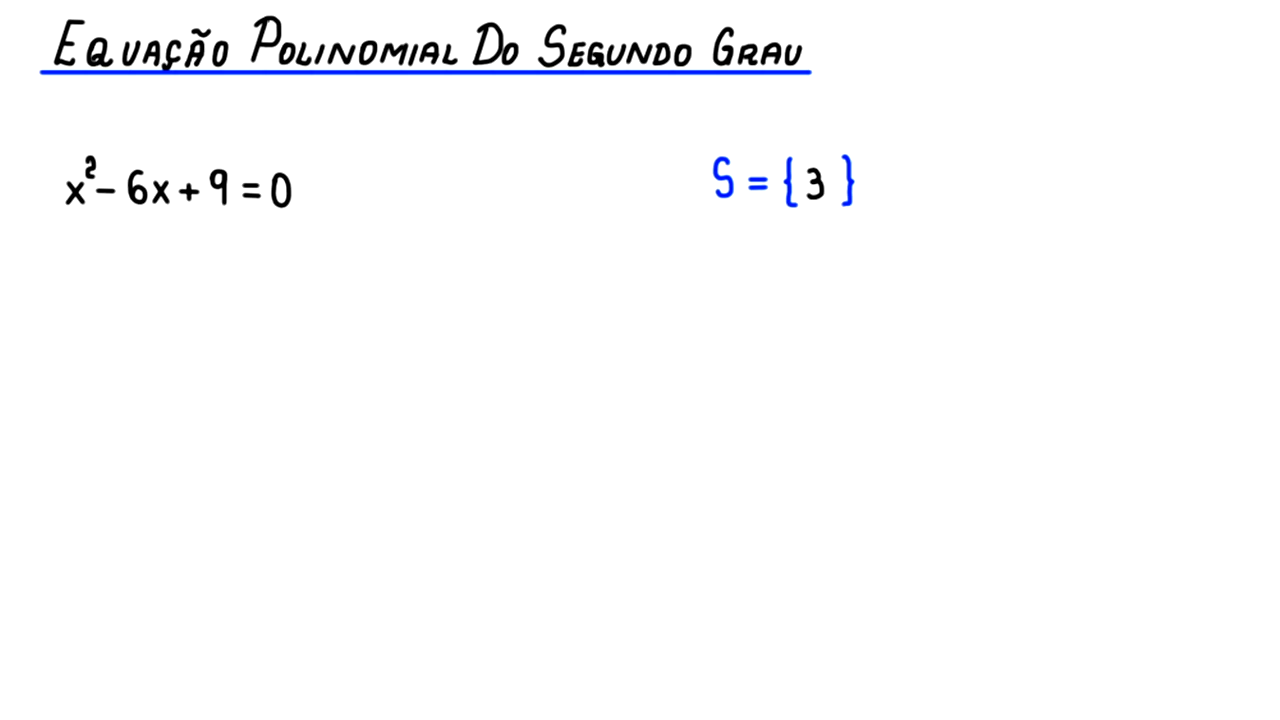 Equação Polinomial Do Segundo Grau
x² - 6x + 9 = 0
S = { 3 }